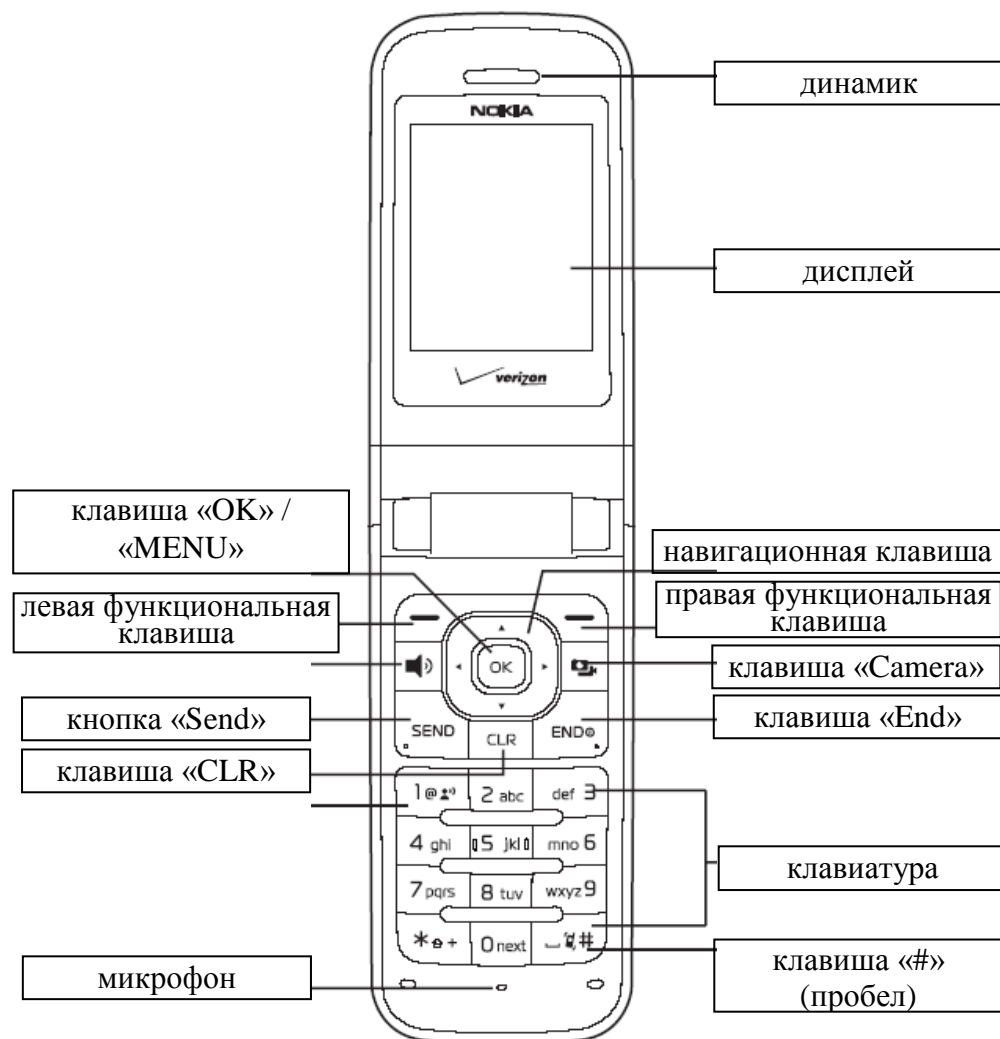 динамик
NOKIA
дисплей
verizon
клавиша «OK» /
«MENU»
навигационная клавиша
левая функциональная
клавиша
правая функциональная
клавиша
OK
клавиша «Camera»
кнопка «Send»
клавиша «End»
SEND
CLR
END
клавиша «CLR»
1@
2 abc
def 3
4 ghi
5 jkl
mno 6
клавиатура
7 pqrs
8 tuv
wxyz 9
* +
0 next
#
клавиша «#»
(пробел)
микрофон